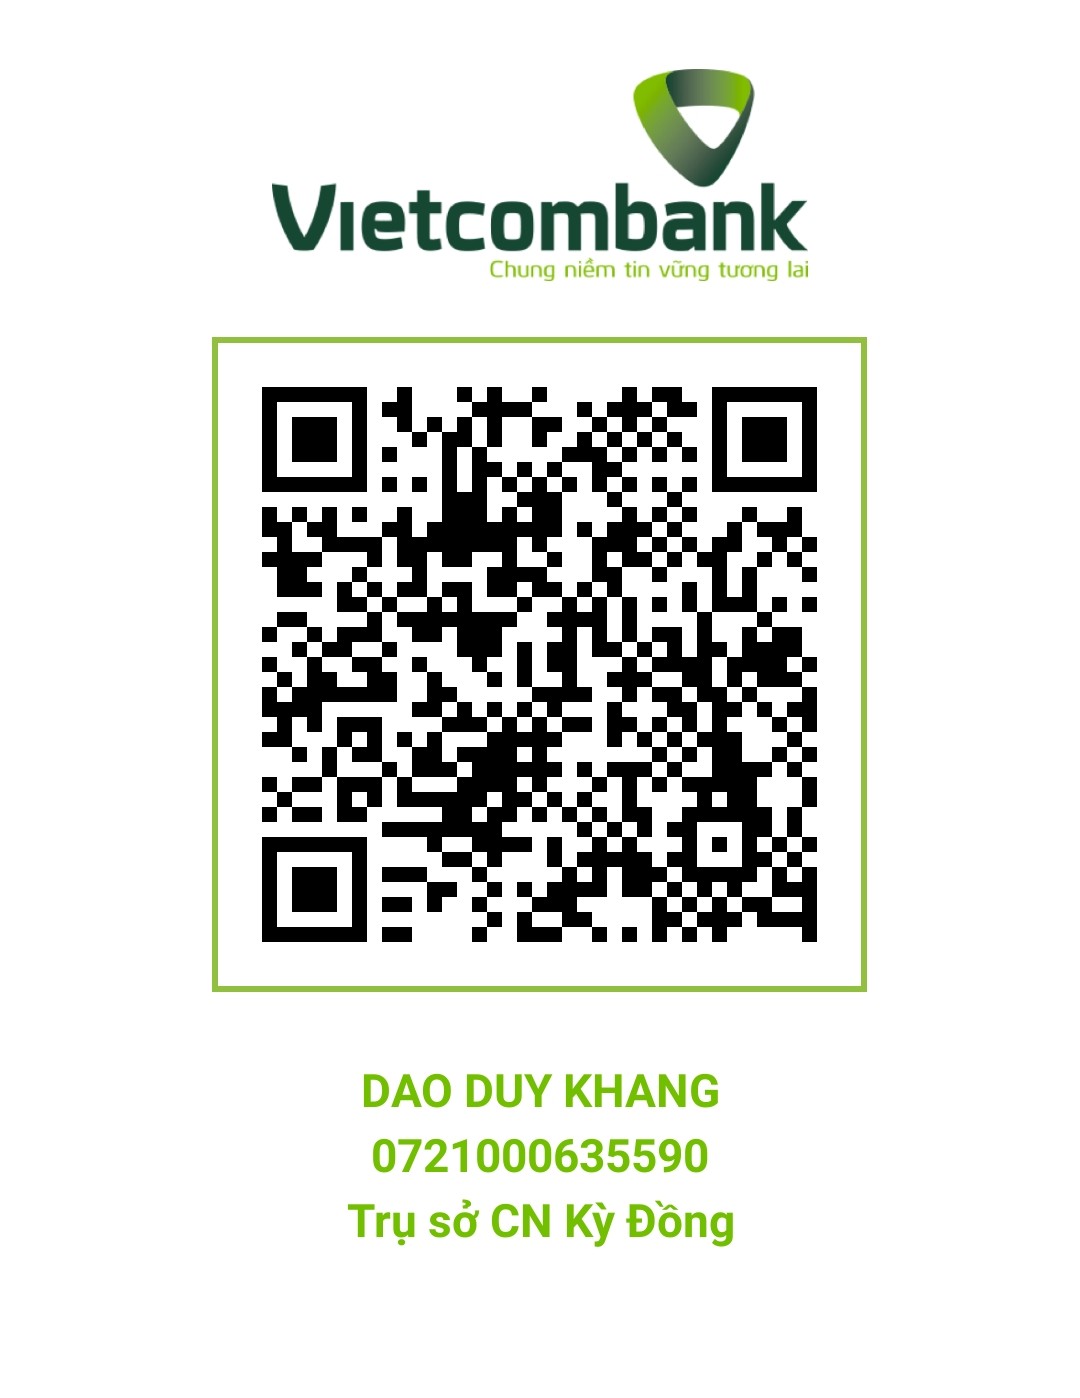 Vietcombank
Chung niềm tin vững tương lai
DAO DUY KHANG
0721000635590
Trụ sở CN Kỳ Đồng